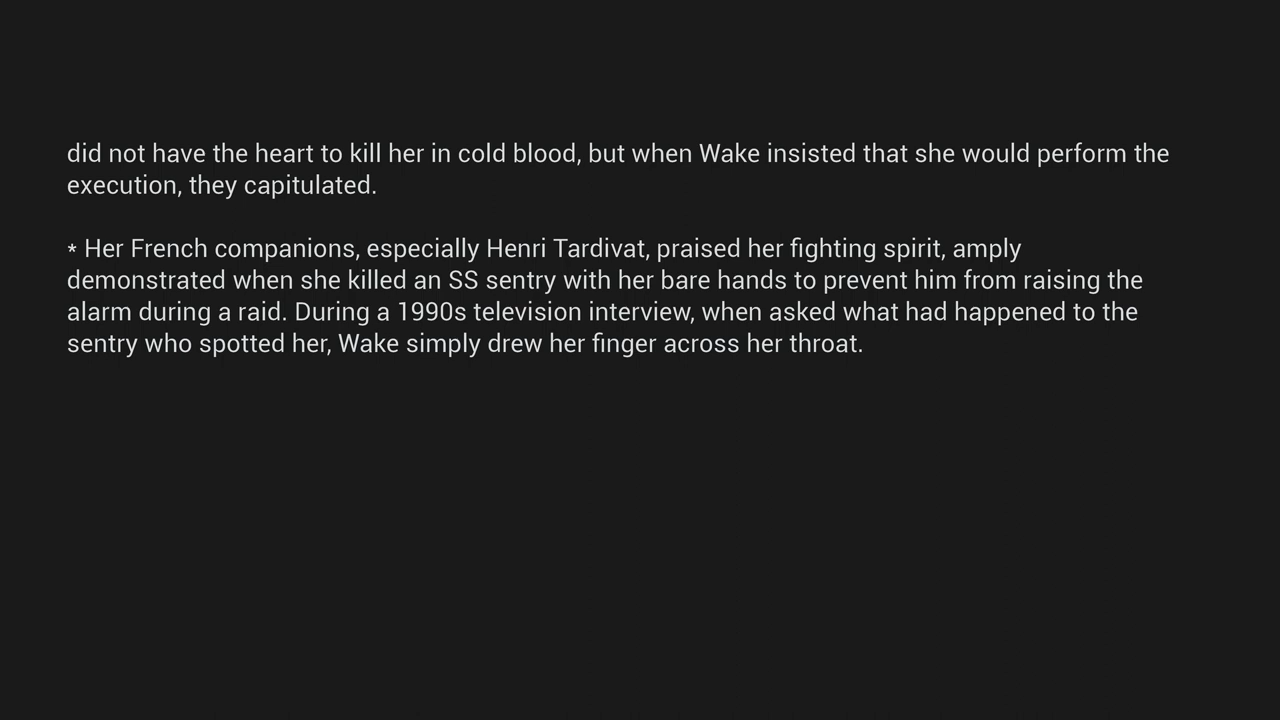 did not have the heart to kill her in cold blood, but when Wake insisted that she would perform the
execution, they capitulated.
* Her French companions, especially Henri Tardivat, praised her fighting spirit, amply
demonstrated when she killed an SS sentry with her bare hands to prevent him from raising the
alarm during a raid. During a 1990s television interview, when asked what had happened to the
sentry who spotted her, Wake simply drew her finger across her throat.